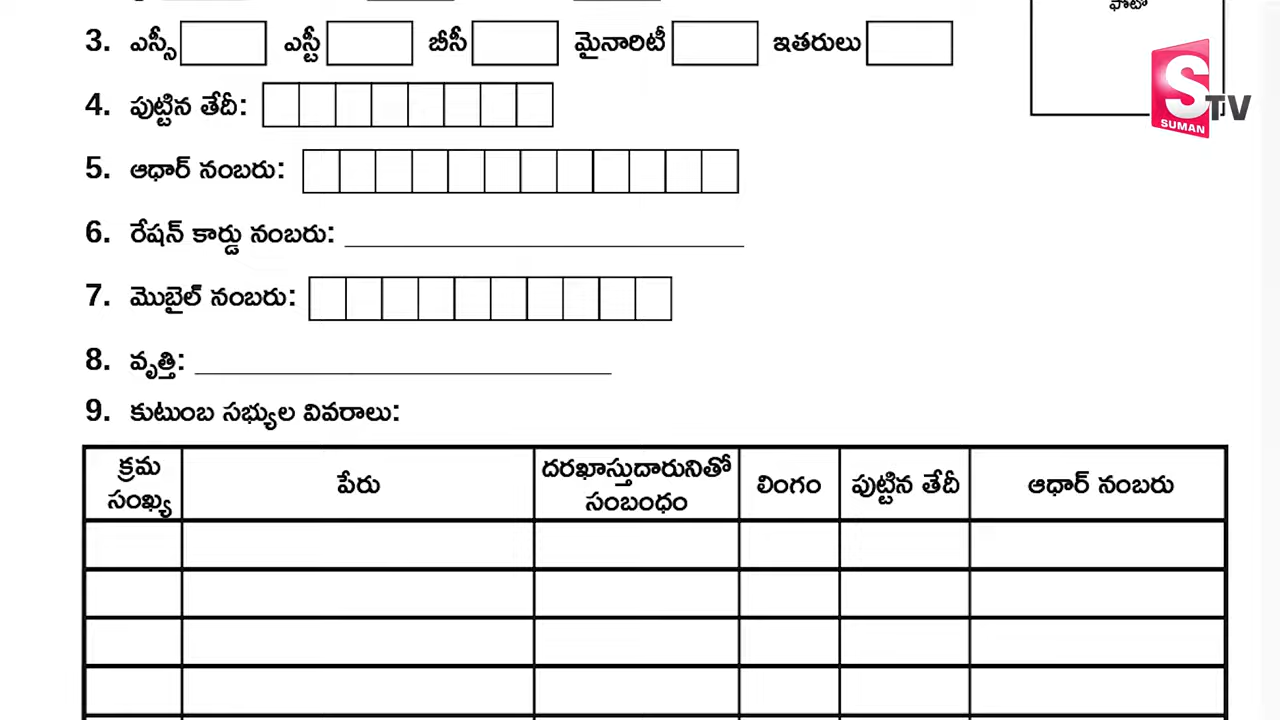 ఫోటో
3. ఎస్సీ ఎస్టీ బీసీ మైనారిటీ ఇతరులు
S TV
SUMAN
4. పుట్టిన తేదీ:
5. ఆధార్ నంబరు:
6. రేషన్ కార్డు నంబరు:
7. మొబైల్ నంబరు:
8. వృత్తి:
9. కుటుంబ సభ్యుల వివరాలు:
క్రమ సంఖ్య పేరు దరఖాస్తుదారునితో సంబంధం లింగం పుట్టిన తేదీ ఆధార్ నంబరు